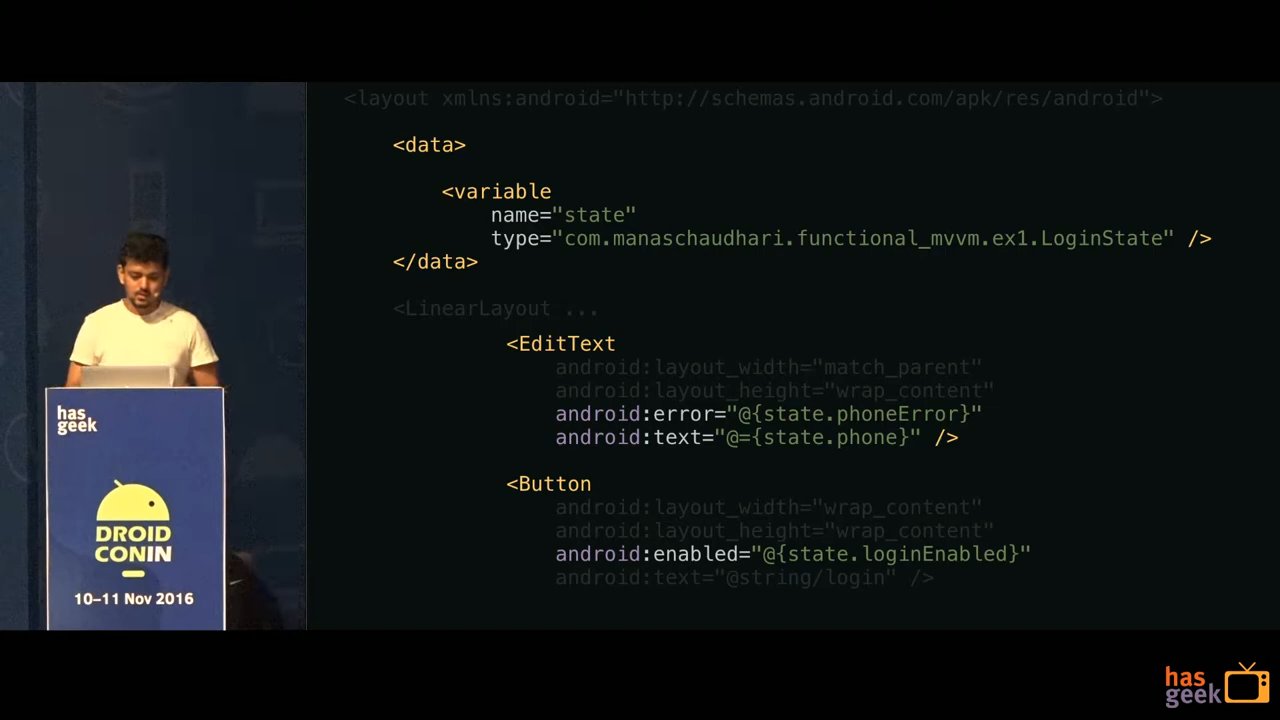 <layout xmlns:android="http://schemas.android.com/apk/res/android">
<data>
<variable
name="state"
type="com.manaschaudhari.functional_mvvm.ex1.LoginState" />
</data>
<LinearLayout ...
<EditText
android:layout_width="match_parent"
android:layout_height="wrap_content"
android:error="@{state.phoneError}"
android:text="@={state.phone}" />
<Button
android:layout_width="wrap_content"
android:layout_height="wrap_content"
android:enabled="@{state.loginEnabled}"
android:text="@string/login" />
has
geek
DROID
CONIN
10–11 Nov 2016
has
geek